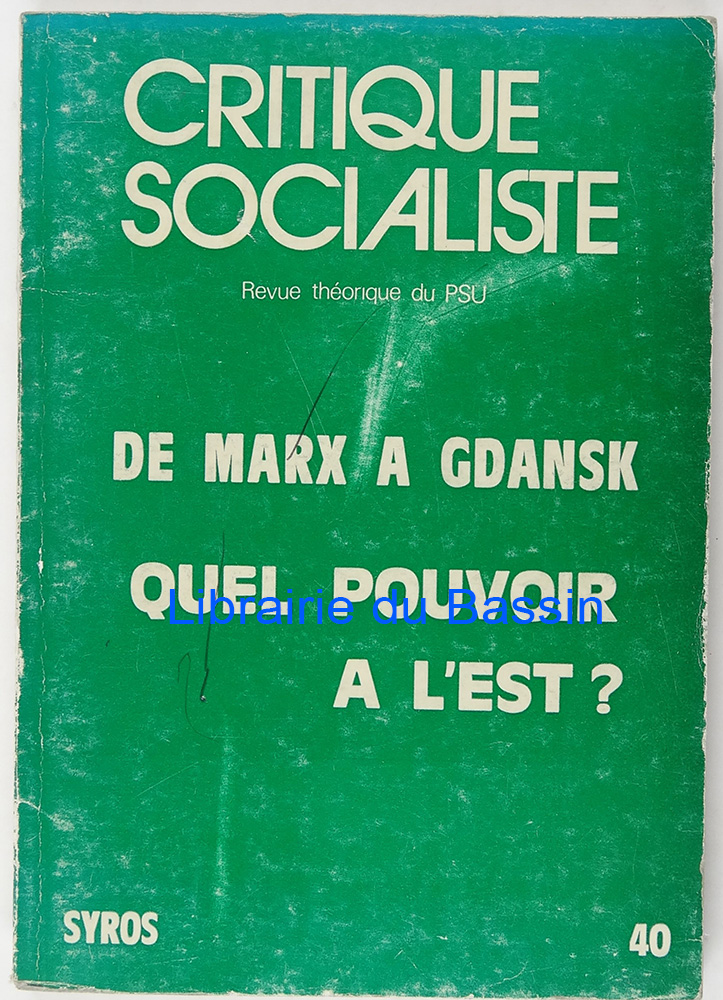 CRITIQUE
SOCIALISTE
Revue théorique du PSU
DE MARX A GDANSK
QUEL POUVOIR
Librairie du Bassin
A L'EST ?
SYROS
40